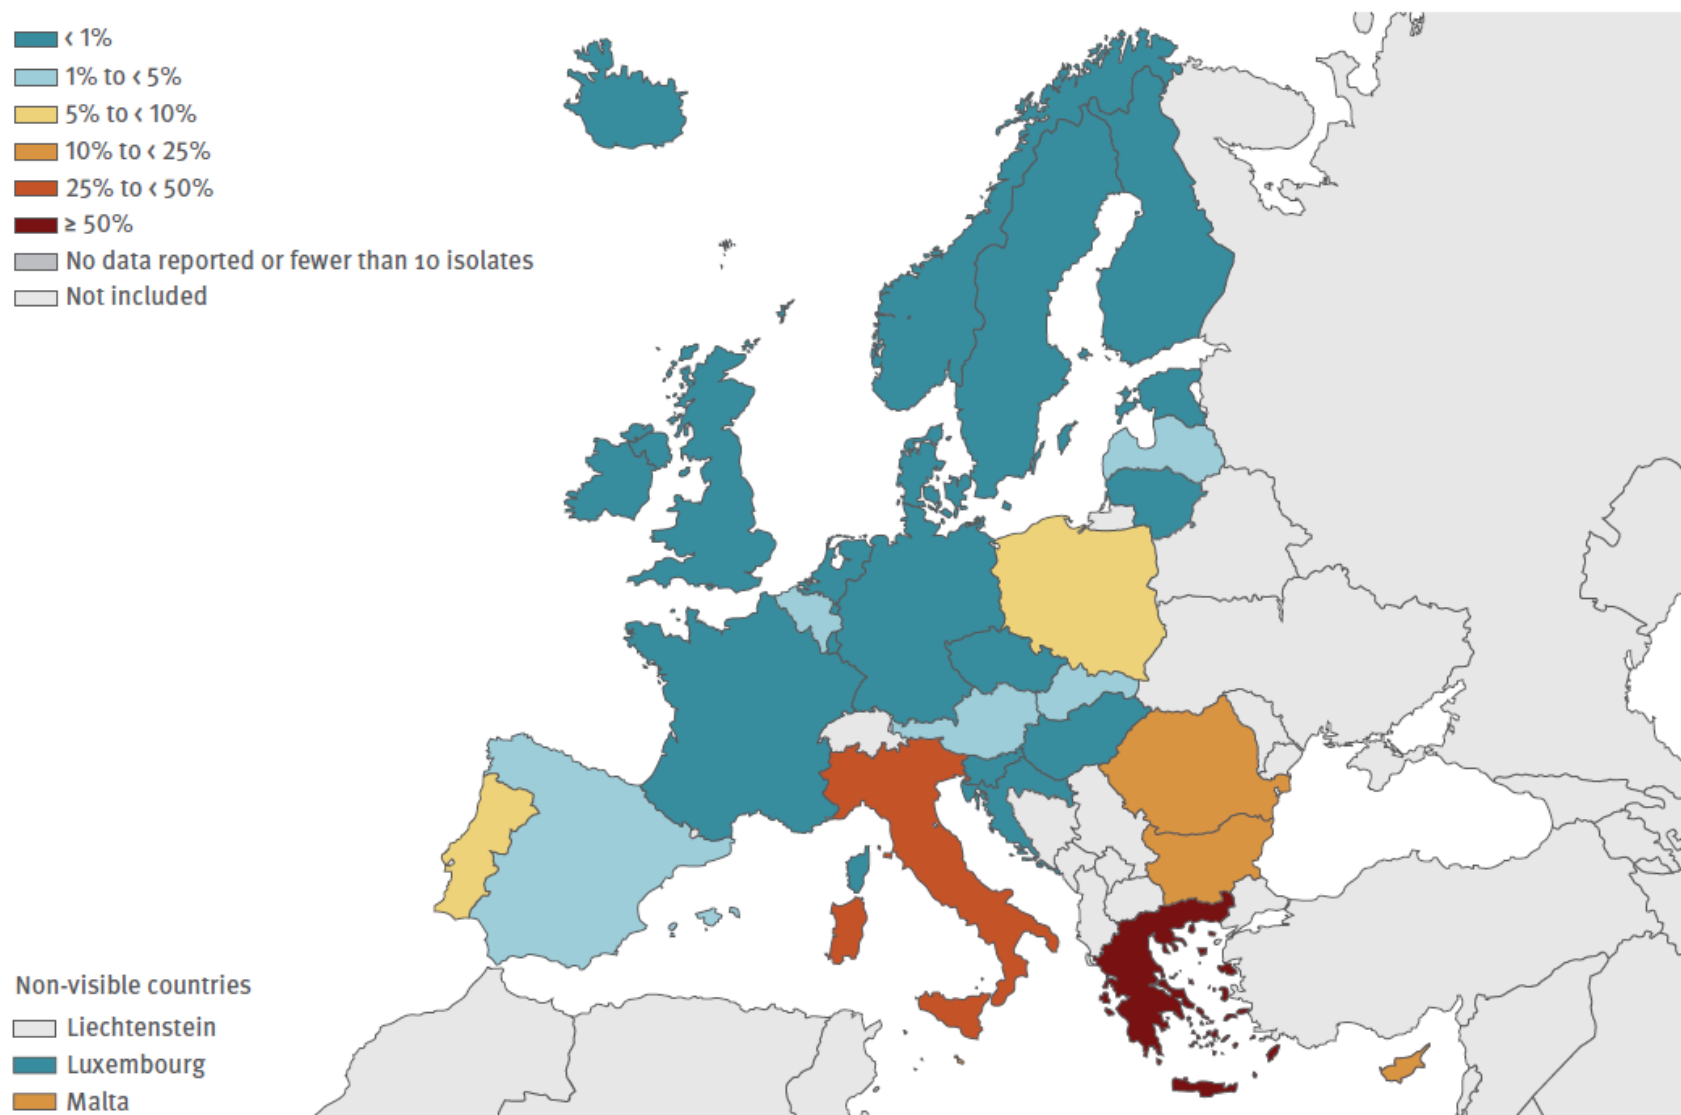 ‹ 1%
1% to ‹ 5%
5% to ‹ 10%
10% to ‹ 25%
25% to ‹ 50%
≥ 50%
No data reported or fewer than 10 isolates
Not included
Non-visible countries
Liechtenstein
Luxembourg
Malta